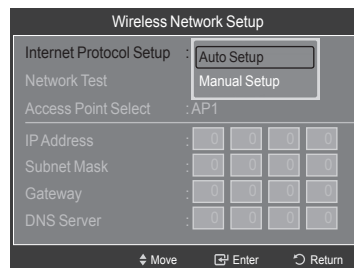 Wireless Network Setup
Internet Protocol Setup : Auto Setup
Manual Setup
Network Test
Access Point Select : AP1
IP Address : 0 0 0 0
Subnet Mask : 0 0 0 0
Gateway : 0 0 0 0
DNS Server : 0 0 0 0
Move Enter Return